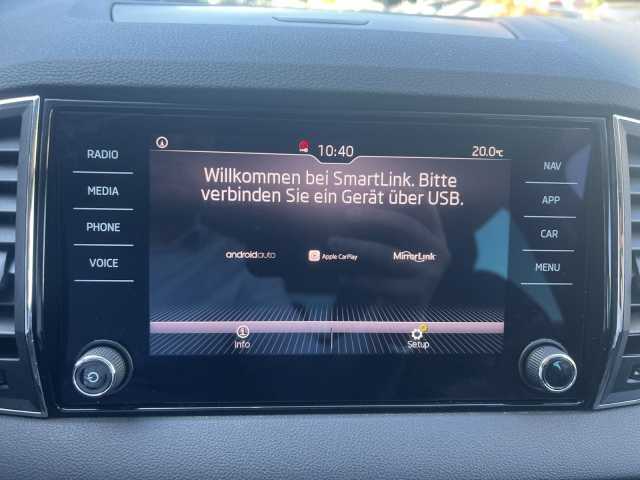 10:40
20.0°C
RADIO
MEDIA
PHONE
VOICE
Willkommen bei SmartLink. Bitte
verbinden Sie ein Gerät über USB.
androidauto
Apple CarPlay
MirrorLink
Info
Setup
NAV
APP
CAR
MENU